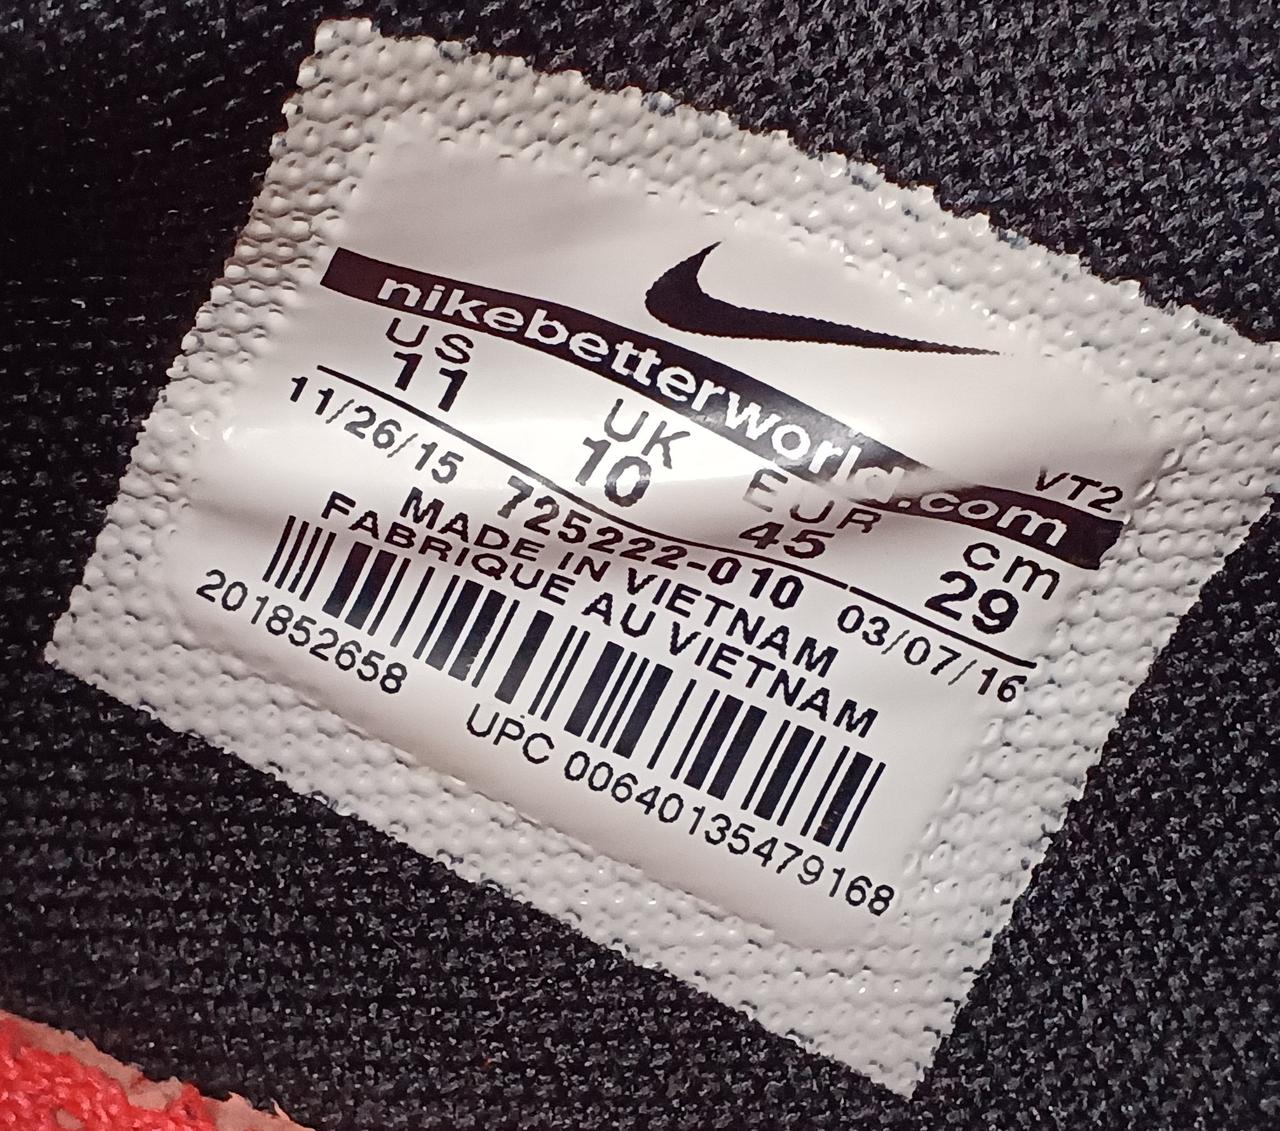 nikebetterworld.com
VT2
US UK EUR cm
11 10 45 29
11/26/15 725222-010 03/07/16
MADE IN VIETNAM
FABRIQUE AU VIETNAM
201852658
UPC 00640135479168